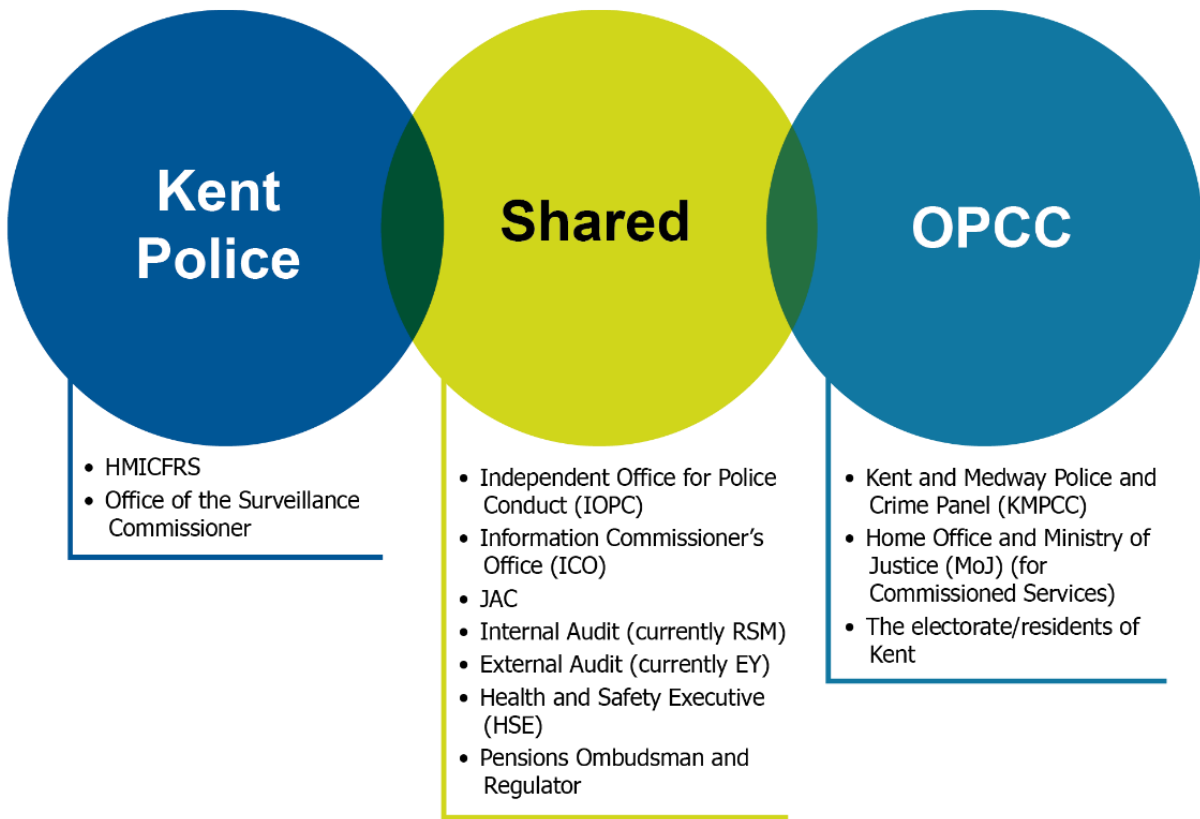 Kent
Police
Shared
OPCC
• HMICFRS
• Office of the Surveillance
Commissioner
• Independent Office for Police
Conduct (IOPC)
• Information Commissioner's
Office (ICO)
• JAC
• Internal Audit (currently RSM)
• External Audit (currently EY)
• Health and Safety Executive
(HSE)
• Pensions Ombudsman and
Regulator
• Kent and Medway Police and
Crime Panel (KMPCC)
• Home Office and Ministry of
Justice (MoJ) (for
Commissioned Services)
• The electorate/residents of
Kent